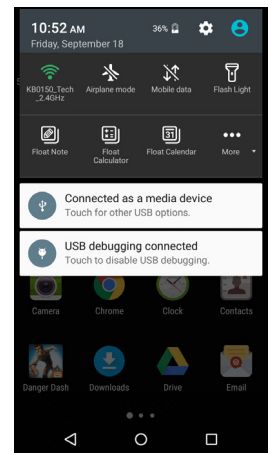 10:52 AM
36%
Friday, September 18
KB0150_Tech
_2.4GHz
Airplane mode
Mobile data
Flash Light
Float Note
Float
Calculator
Float Calendar
31
More
Connected as a media device
Touch for other USB options.
USB debugging connected
Touch to disable USB debugging.
Camera
Chrome
Clock
Contacts
Danger Dash
Downloads
Drive
Email